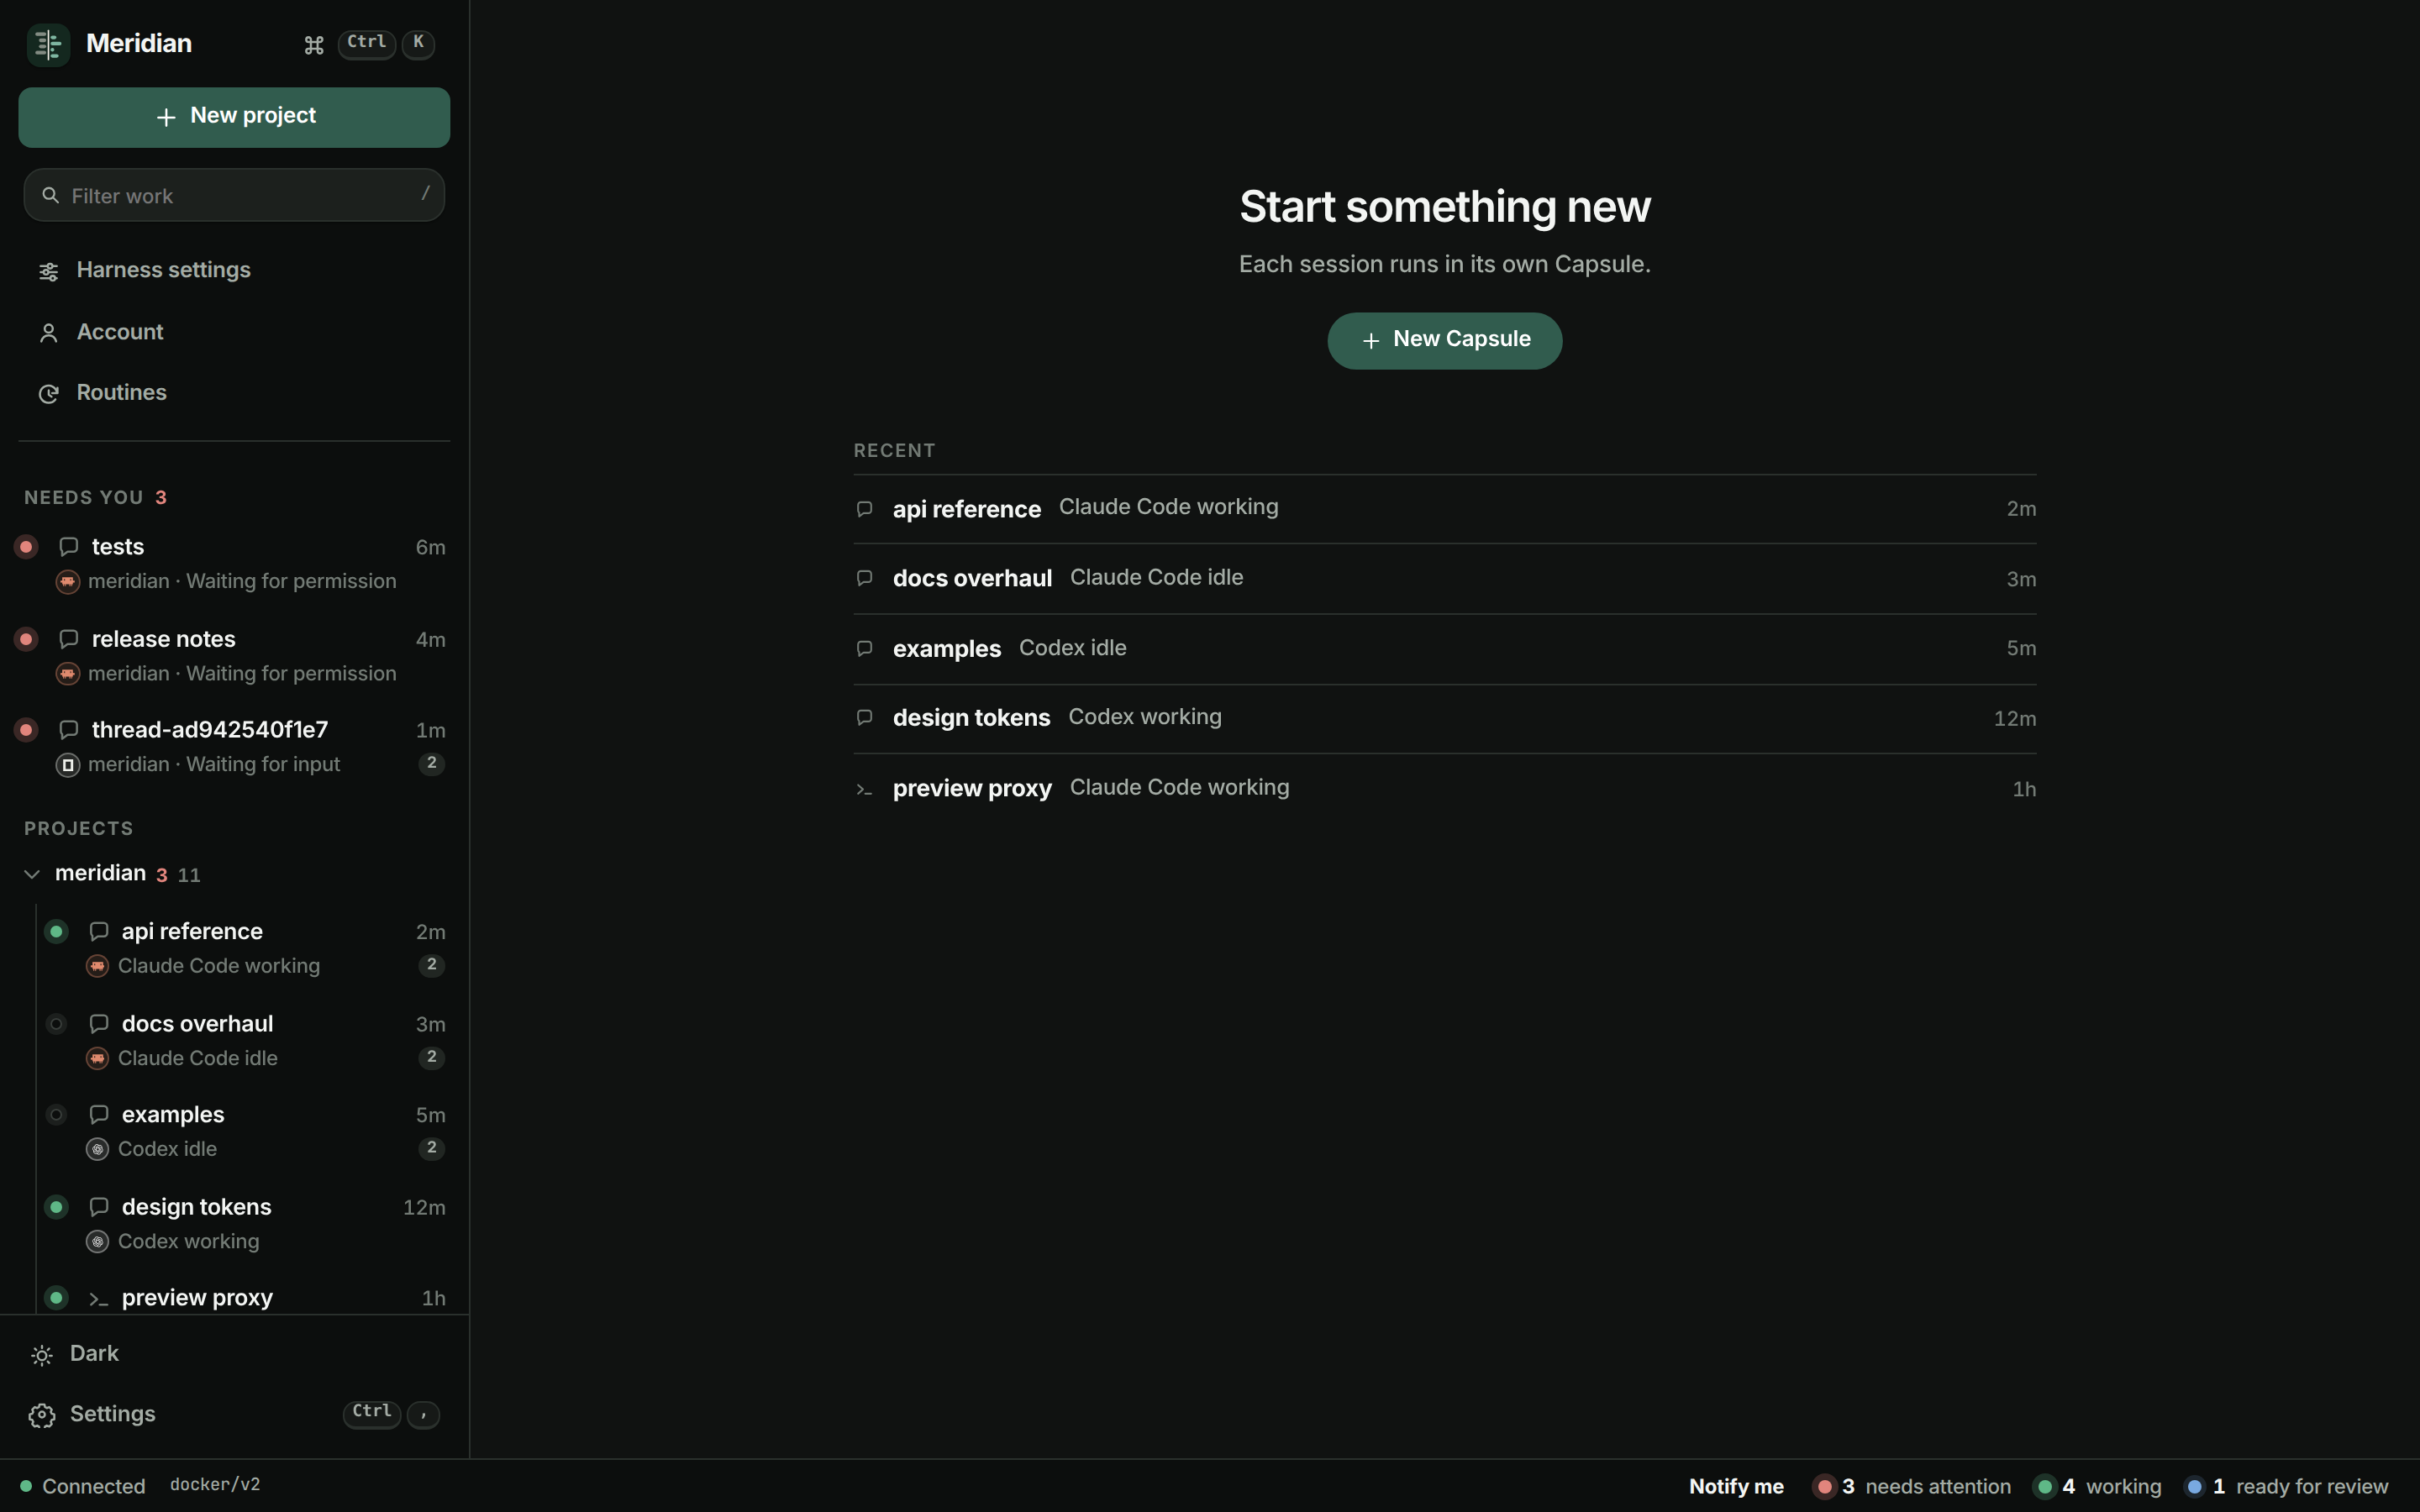 Meridian ⌘ Ctrl K
+ New project
Filter work /
Harness settings
Account
Routines
NEEDS YOU 3
tests 6m
meridian · Waiting for permission
release notes 4m
meridian · Waiting for permission
thread-ad942540f1e7 1m
meridian · Waiting for input 2
PROJECTS
meridian 3 11
api reference 2m
Claude Code working 2
docs overhaul 3m
Claude Code idle 2
examples 5m
Codex idle 2
design tokens 12m
Codex working
preview proxy 1h
Dark
Settings Ctrl ,
Start something new
Each session runs in its own Capsule.
+ New Capsule
RECENT
api reference Claude Code working 2m
docs overhaul Claude Code idle 3m
examples Codex idle 5m
design tokens Codex working 12m
preview proxy Claude Code working 1h
Connected docker/v2 Notify me 3 needs attention 4 working 1 ready for review